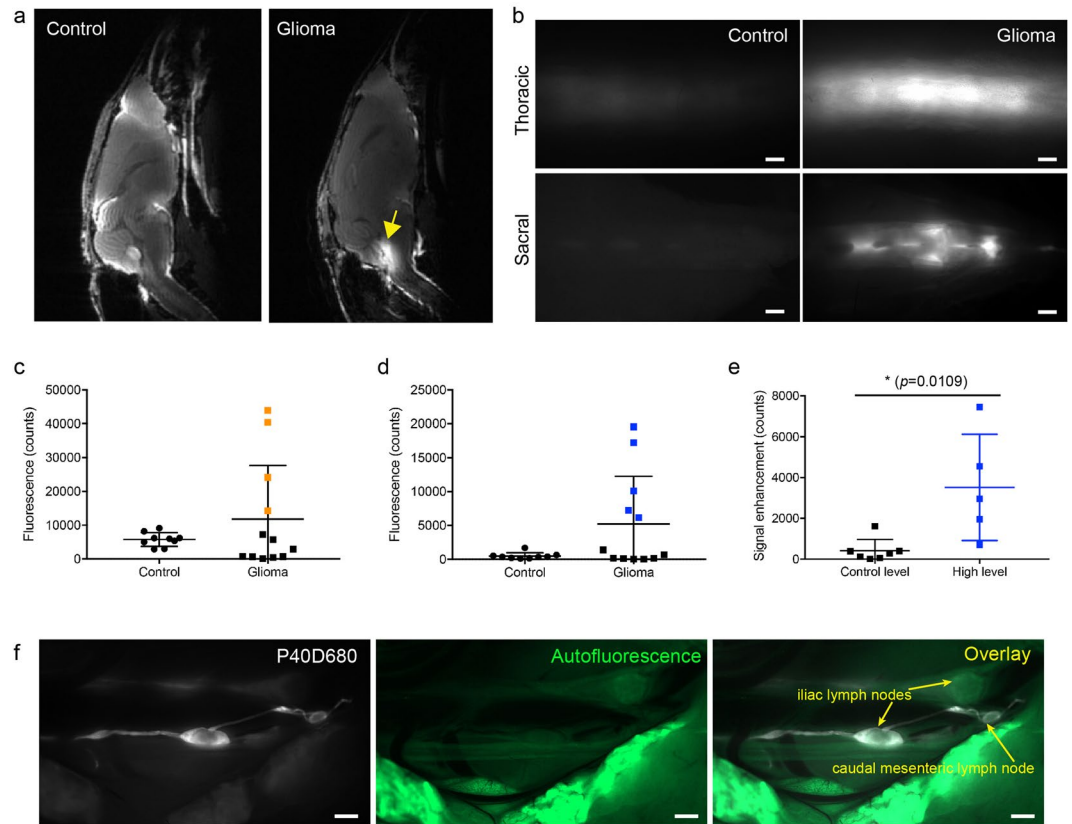 a
Control
Glioma
b
Control
Glioma
Thoracic
Sacral
c
Fluorescence (counts)
50000
40000
30000
20000
10000
0
Control
Glioma
d
Fluorescence (counts)
25000
20000
15000
10000
5000
0
Control
Glioma
e
* (p=0.0109)
Signal enhancement (counts)
8000
6000
4000
2000
0
Control level
High level
f
P40D680
Autofluorescence
Overlay
iliac lymph nodes
caudal mesenteric lymph node